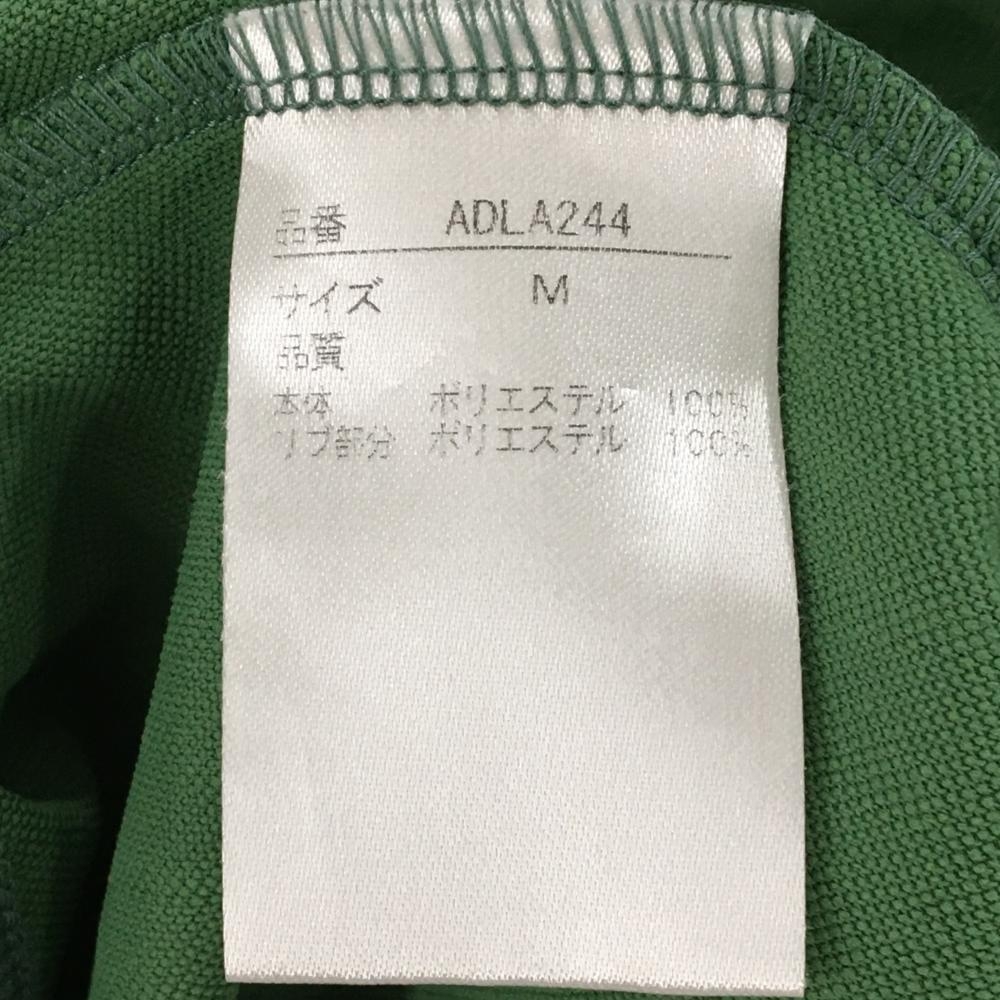 品番 ADLA244
サイズ M
品質
本体 ポリエステル 100%
リブ部分 ポリエステル 100%